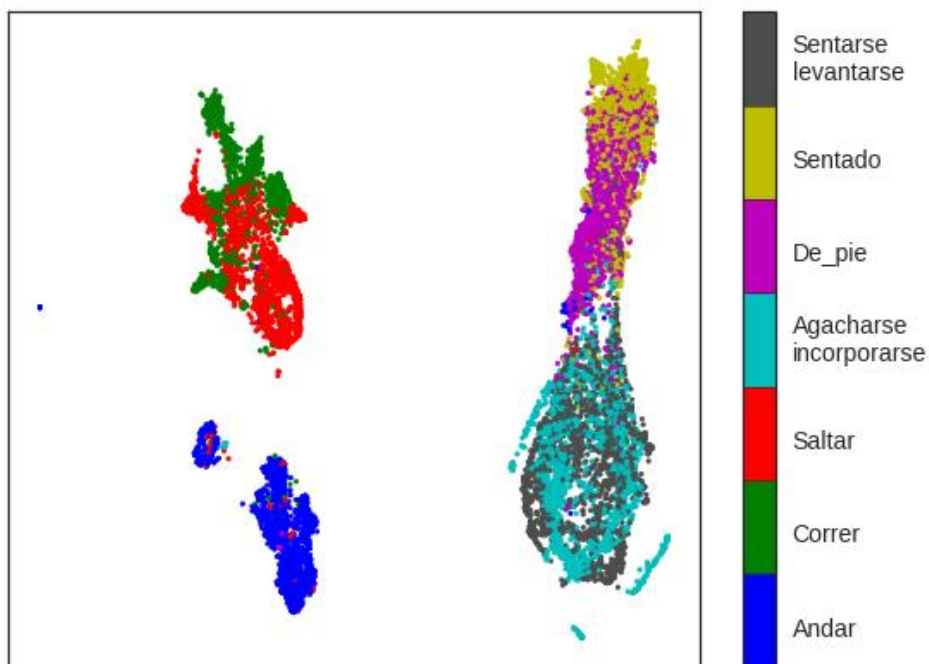 Sentarse
levantarse
Sentado
De_pie
Agacharse
incorporarse
Saltar
Correr
Andar